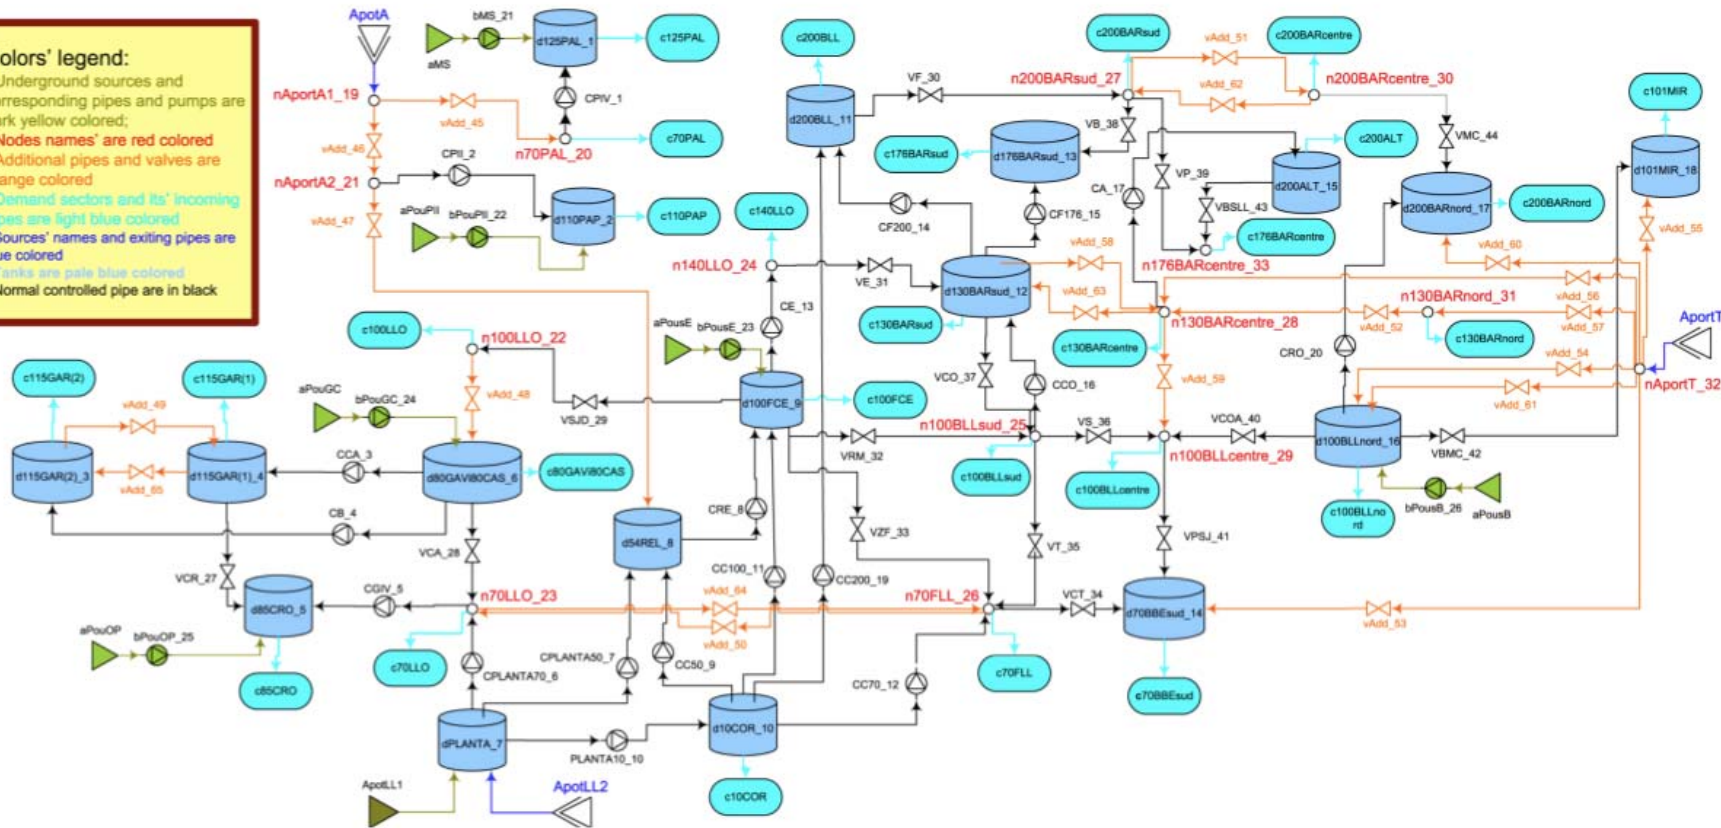 olors' legend:
Underground sources and
rresponding pipes and pumps are
rk yellow colored;
Nodes names' are red colored
Additional pipes and valves are
ange colored
Demand sectors and its' incoming
pes are light blue colored
Sources' names and exiting pipes are
ue colored
Tanks are pale blue colored
Normal controlled pipe are in black
ApotA
bMS_21
aMS
d125PAL_1
c125PAL
nAportA1_19
vAdd_45
CPIV_1
c70PAL
n70PAL_20
vAdd_46
CPII_2
nAportA2_21
vAdd_47
aPouPII
bPouPII_22
d110PAP_2
c110PAP
c200BLL
d200BLL_11
VF_30
n200BARsud_27
c200BARsud
vAdd_51
vAdd_62
c200BARcentre
n200BARcentre_30
VMC_44
c101MIR
d101MIR_18
VB_38
c176BARsud
d176BARsud_13
CA_17
VP_39
c200ALT
d200ALT_15
VBSLL_43
c176BARcentre
n176BARcentre_33
d200BARnord_17
c200BARnord
vAdd_55
vAdd_60
c140LLO
n140LLO_24
CF200_14
CF176_15
VE_31
d130BARsud_12
vAdd_58
vAdd_63
c130BARsud
n130BARcentre_28
c130BARcentre
vAdd_56
n130BARnord_31
vAdd_52
vAdd_57
c130BARnord
AportT
nAportT_32
CE_13
aPousE
bPousE_23
c100LLO
n100LLO_22
VCO_37
CCO_16
vAdd_59
CRO_20
vAdd_54
vAdd_61
c115GAR(2)
c115GAR(1)
aPouGC
bPouGC_24
vAdd_48
VSJD_29
d100FCE_9
c100FCE
n100BLLsud_25
VRM_32
VS_36
VCOA_40
n100BLLcentre_29
d100BLLnord_16
VBMC_42
vAdd_49
d115GAR(2)_3
vAdd_65
d115GAR(1)_4
CCA_3
d80GAVI80CAS_6
c80GAVI80CAS
c100BLLsud
c100BLLcentre
c100BLLno
rd
bPousB_26
aPousB
CB_4
VCA_28
d54REL_8
CRE_8
VZF_33
VT_35
VPSJ_41
VCR_27
CGIV_5
d85CRO_5
n70LLO_23
CC100_11
CC200_19
vAdd_64
vAdd_50
n70FLL_26
VCT_34
d70BBEsud_14
vAdd_53
aPouOP
bPouOP_25
c85CRO
c70LLO
CPLANTA70_6
CPLANTA50_7
CC50_9
CC70_12
c70FLL
c70BBEsud
dPLANTA_7
PLANTA10_10
d10COR_10
ApotLL1
ApotLL2
c10COR